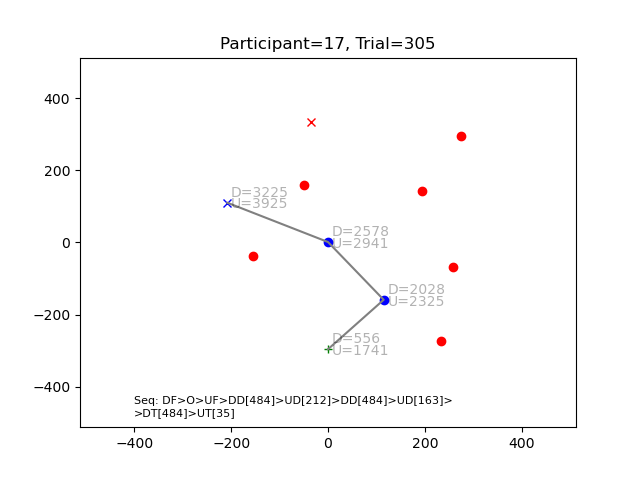 Participant=17, Trial=305
400
200
0
−200
−400
D=3225
U=3925
D=2578
U=2941
D=2028
U=2325
D=556
U=1741
Seq: DF>O>UF>DD[484]>UD[212]>DD[484]>UD[163]>
>DT[484]>UT[35]
−400
−200
0
200
400